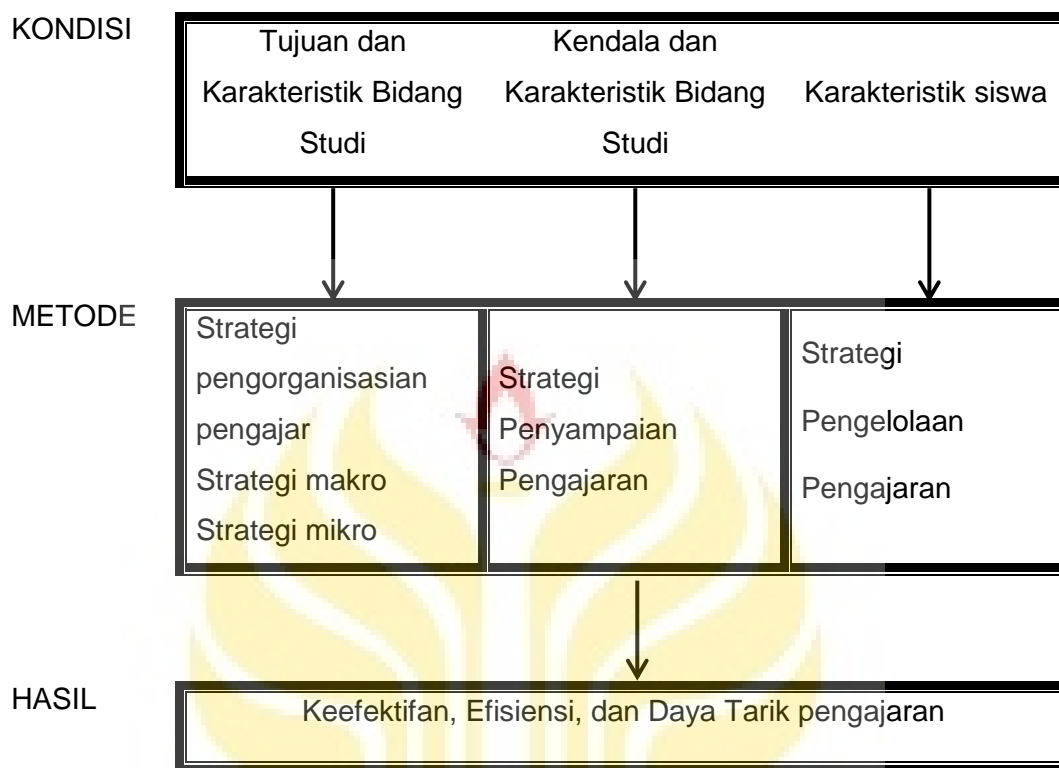 KONDISI
Tujuan dan
Karakteristik Bidang
Studi
Kendala dan
Karakteristik Bidang
Studi
Karakteristik siswa
METODE
Strategi
pengorganisasian
pengajar
Strategi makro
Strategi mikro
Strategi
Penyampaian
Pengajaran
Strategi
Pengelolaan
Pengajaran
HASIL
Keefektifan, Efisiensi, dan Daya Tarik pengajaran